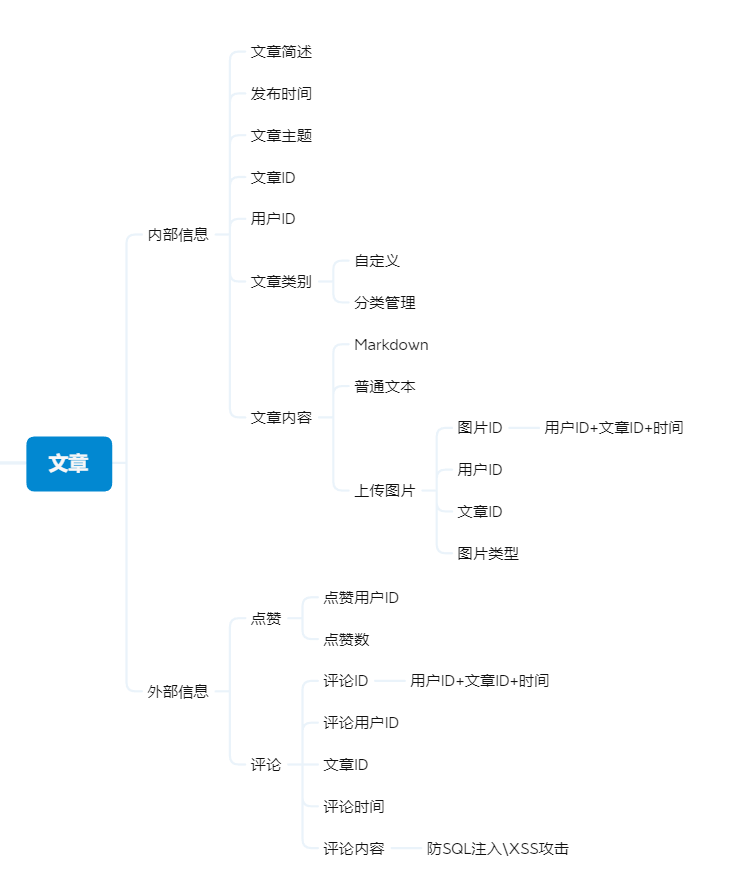 文章
内部信息
文章简述
发布时间
文章主题
文章ID
用户ID
文章类别
自定义
分类管理
文章内容
Markdown
普通文本
上传图片
图片ID
用户ID+文章ID+时间
用户ID
文章ID
图片类型
外部信息
点赞
点赞用户ID
点赞数
评论
评论ID
用户ID+文章ID+时间
评论用户ID
文章ID
评论时间
评论内容
防SQL注入\XSS攻击